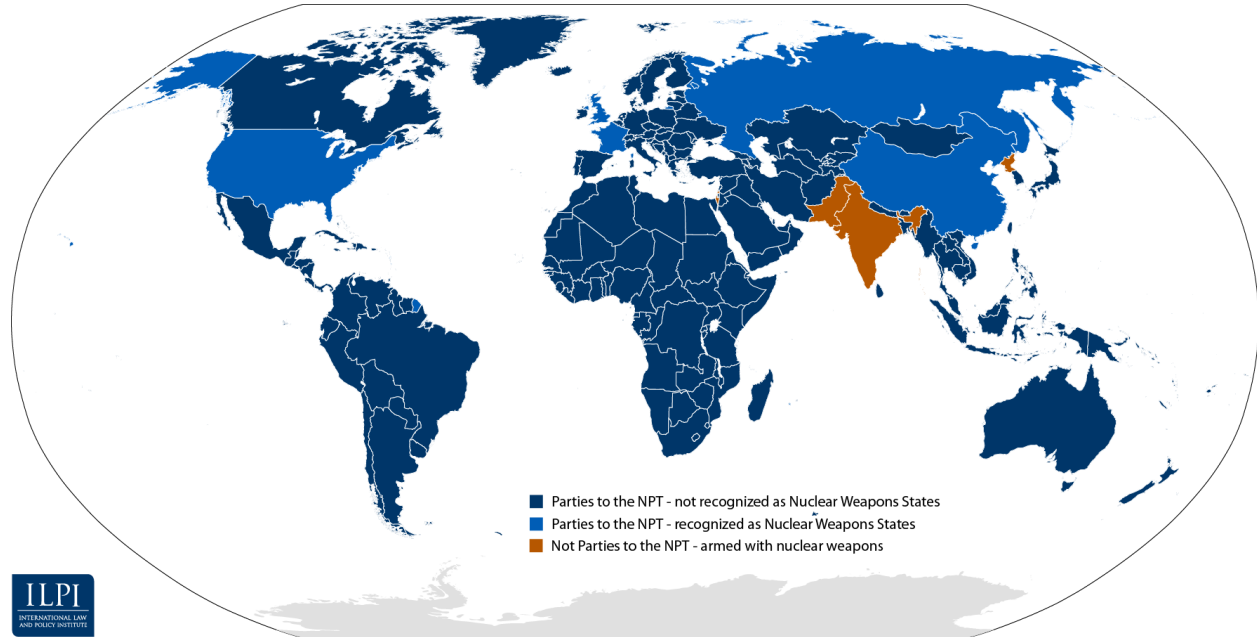 Parties to the NPT - not recognized as Nuclear Weapons States
Parties to the NPT - recognized as Nuclear Weapons States
Not Parties to the NPT - armed with nuclear weapons
ILPI
INTERNATIONAL LAW
AND POLICY INSTITUTE